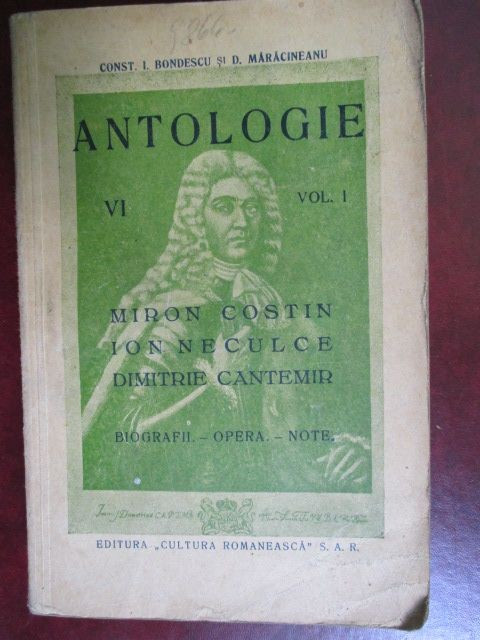 CONST. I. BONDESCU ȘI D. MĂRĂCINEANU
ANTOLOGIE
VI
VOL. I
MIRON COSTIN
ION NECULCE
DIMITRIE CANTEMIR
BIOGRAFII. – OPERA. – NOTE.
EDITURA „CULTURA ROMANEASCĂ" S. A. R.